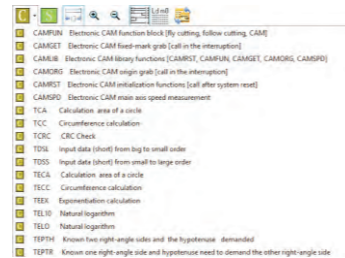 C S
CAMFUN Electronic CAM function block [fly cutting, follow cutting, CAM]
CAMGET Electronic CAM fixed-mark grab [call in the interruption]
CAMLIB Electronic CAM library functions [CAMRST, CAMFUN, CAMGET, CAMORG, CAMSPD]
CAMORG Electronic CAM origin grab [call in the interruption]
CAMRST Electronic CAM initialization functions [call after system reset]
CAMSPD Electronic CAM main axis speed measurement
TCA Calculation area of a circle
TCC Circumference calculation
TCRC CRC Check
TDSL Input data (short) from big to small order
TDSS Input data (short) from small to large order
TECA Calculation area of a circle
TECC Circumference calculation
TEEX Exponentiation calculation
TEL10 Natural logarithm
TELO Natural logarithm
TEPTH Known two right-angle sides and the hypotenuse demanded
TEPTR Known one right-angle side and hypotenuse need to demand the other right-angle side